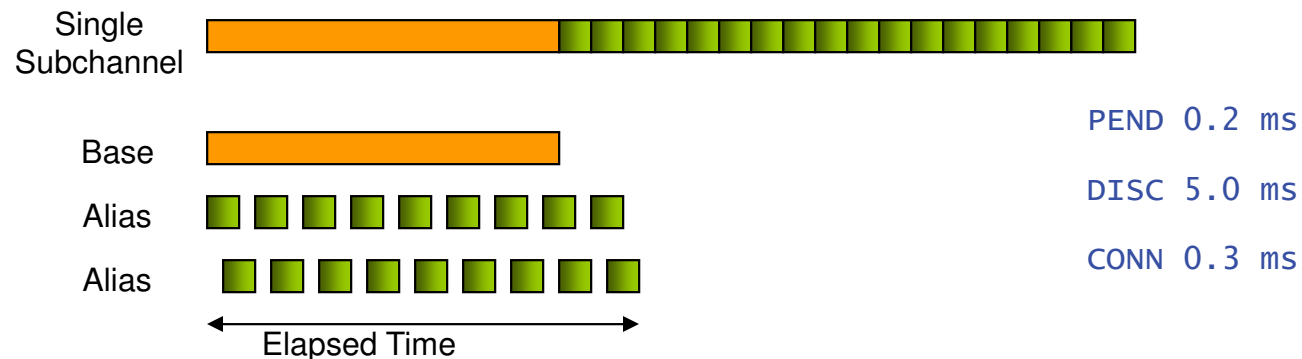 Single
Subchannel
PEND 0.2 ms
Base
DISC 5.0 ms
Alias
CONN 0.3 ms
Alias
Elapsed Time